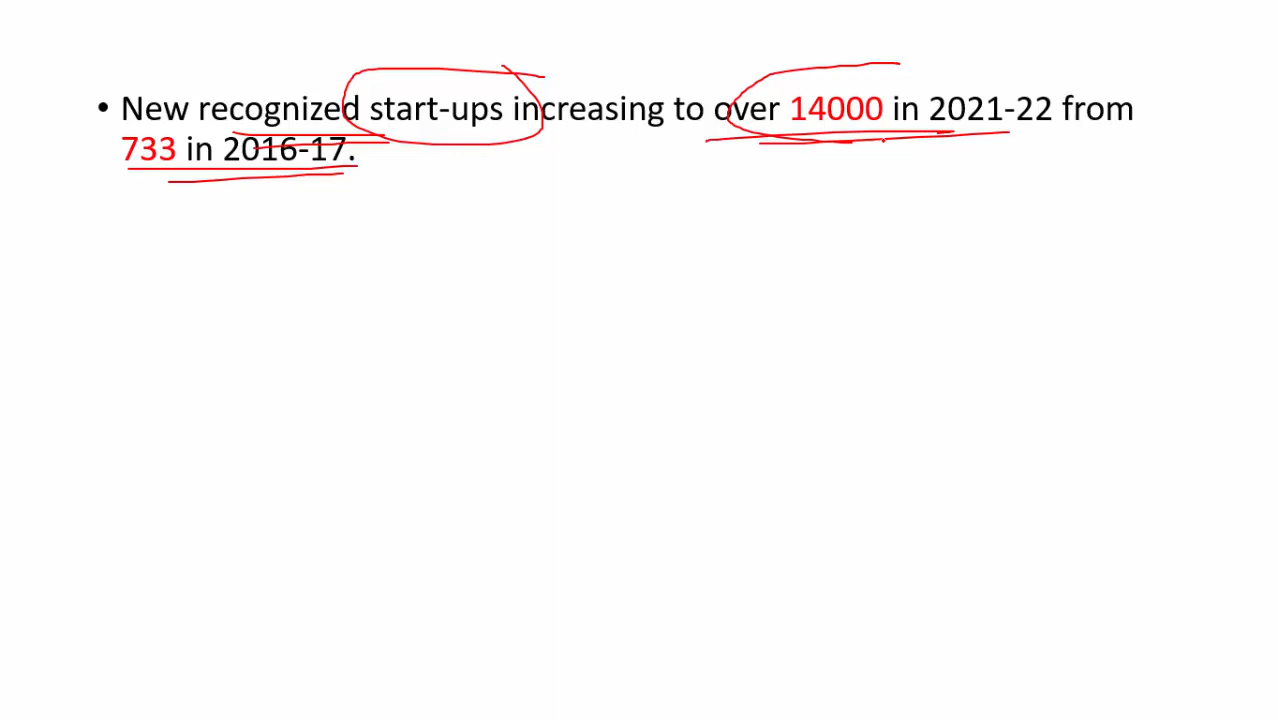 • New recognized start-ups increasing to over 14000 in 2021-22 from
733 in 2016-17.